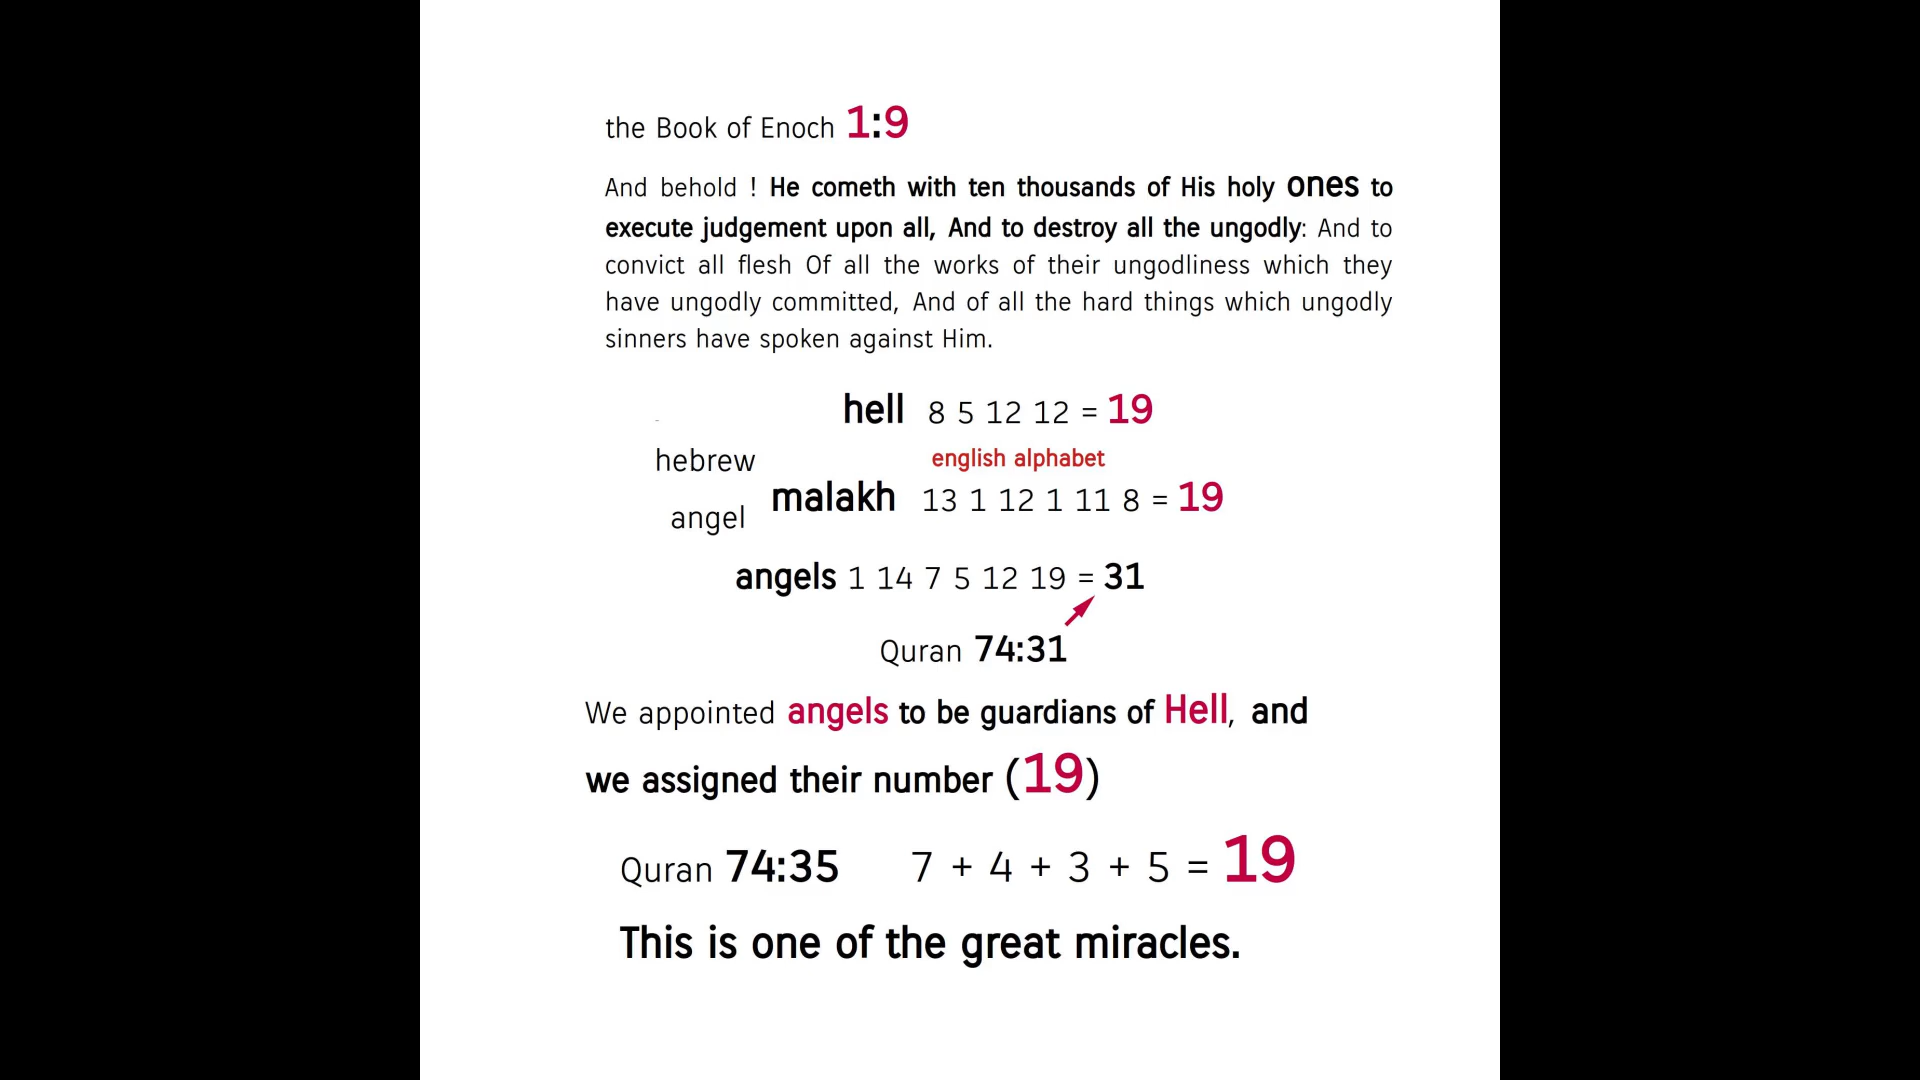 the Book of Enoch 1:9
And behold ! He cometh with ten thousands of His holy ones to
execute judgement upon all, And to destroy all the ungodly: And to
convict all flesh Of all the works of their ungodliness which they
have ungodly committed, And of all the hard things which ungodly
sinners have spoken against Him.
hell 8 5 12 12 = 19
hebrew english alphabet
malakh 13 1 12 1 11 8 = 19
angel
angels 1 14 7 5 12 19 = 31
Quran 74:31
We appointed angels to be guardians of Hell, and
we assigned their number (19)
Quran 74:35 7 + 4 + 3 + 5 = 19
This is one of the great miracles.